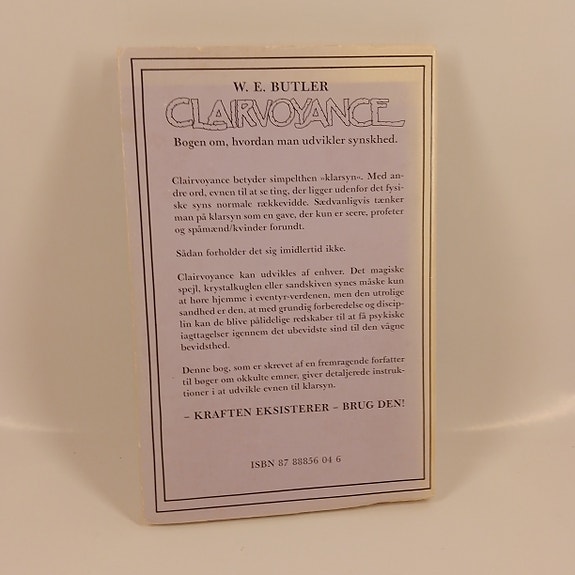 W. E. BUTLER
CLAIRVOYANCE
Bogen om, hvordan man udvikler synskhed.
Clairvoyance betyder simpelthen »klarsyn«. Med an-
dre ord, evnen til at se ting, der ligger udenfor det fysi-
ske syns normale rækkevidde. Sædvanligvis tænker
man på klarsyn som en gave, der kun er seere, profeter
og spåmænd/kvinder forundt.
Sådan forholder det sig imidlertid ikke.
Clairvoyance kan udvikles af enhver. Det magiske
spejl, krystalkuglen eller sandskiven synes måske kun
at høre hjemme i eventyr-verdenen, men den utrolige
sandhed er den, at med grundig forberedelse og discip-
lin kan de blive pålidelige redskaber til at få psykiske
iagttagelser igennem det ubevidste sind til den vågne
bevidsthed.
Denne bog, som er skrevet af en fremragende forfatter
til bøger om okkulte emner, giver detaljerede instruk-
tioner i at udvikle evnen til klarsyn.
– KRAFTEN EKSISTERER – BRUG DEN!
ISBN 87 88856 04 6